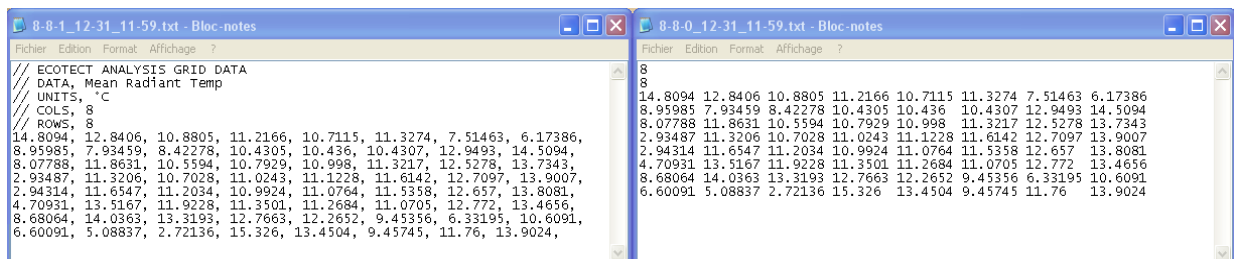 8-8-1_12-31_11-59.txt - Bloc-notes
Fichier Edition Format Affichage ?
// ECOTECT ANALYSIS GRID DATA
// DATA, Mean Radiant Temp
// UNITS, °C
// COLS, 8
// ROWS, 8
14.8094, 12.8406, 10.8805, 11.2166, 10.7115, 11.3274, 7.51463, 6.17386,
8.95985, 7.93459, 8.42278, 10.4305, 10.436, 10.4307, 12.9493, 14.5094,
8.07788, 11.8631, 10.5594, 10.7929, 10.998, 11.3217, 12.5278, 13.7343,
2.93487, 11.3206, 10.7028, 11.0243, 11.1228, 11.6142, 12.7097, 13.9007,
2.94314, 11.6547, 11.2034, 10.9924, 11.0764, 11.5358, 12.657, 13.8081,
4.70931, 13.5167, 11.9228, 11.3501, 11.2684, 11.0705, 12.772, 13.4656,
8.68064, 14.0363, 13.3193, 12.7663, 12.2652, 9.45356, 6.33195, 10.6091,
6.60091, 5.08837, 2.72136, 15.326, 13.4504, 9.45745, 11.76, 13.9024,
8-8-0_12-31_11-59.txt - Bloc-notes
Fichier Edition Format Affichage ?
8
8
14.8094 12.8406 10.8805 11.2166 10.7115 11.3274 7.51463 6.17386
8.95985 7.93459 8.42278 10.4305 10.436 10.4307 12.9493 14.5094
8.07788 11.8631 10.5594 10.7929 10.998 11.3217 12.5278 13.7343
2.93487 11.3206 10.7028 11.0243 11.1228 11.6142 12.7097 13.9007
2.94314 11.6547 11.2034 10.9924 11.0764 11.5358 12.657 13.8081
4.70931 13.5167 11.9228 11.3501 11.2684 11.0705 12.772 13.4656
8.68064 14.0363 13.3193 12.7663 12.2652 9.45356 6.33195 10.6091
6.60091 5.08837 2.72136 15.326 13.4504 9.45745 11.76 13.9024